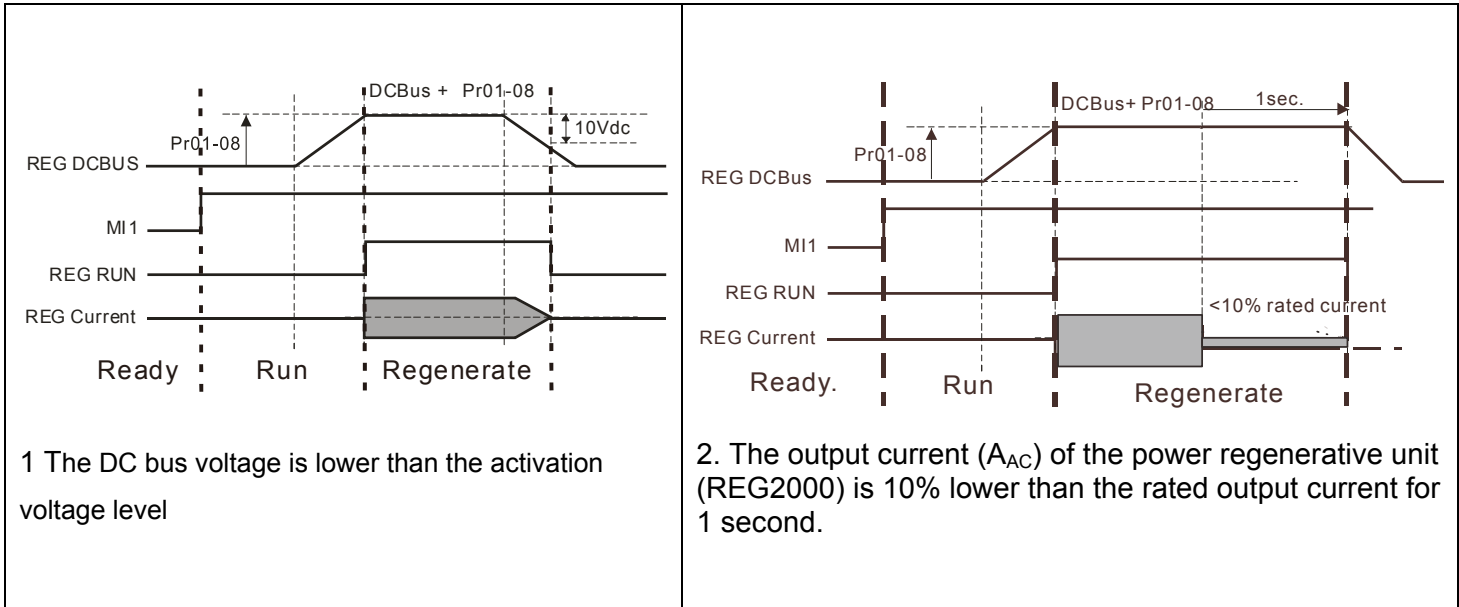 DCBus + Pr01-08
10Vdc
Pr01-08
REG DCBUS
MI1
REG RUN
REG Current
Ready Run Regenerate
1 The DC bus voltage is lower than the activation
voltage level
DCBus+ Pr01-08 1sec.
Pr01-08
REG DCBus
MI1
REG RUN
<10% rated current
REG Current
Ready. Run Regenerate
2. The output current (AAC) of the power regenerative unit
(REG2000) is 10% lower than the rated output current for
1 second.